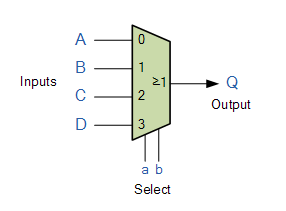 A 0
B 1
≥1
Q
Inputs
C 2
Output
D 3
a b
Select